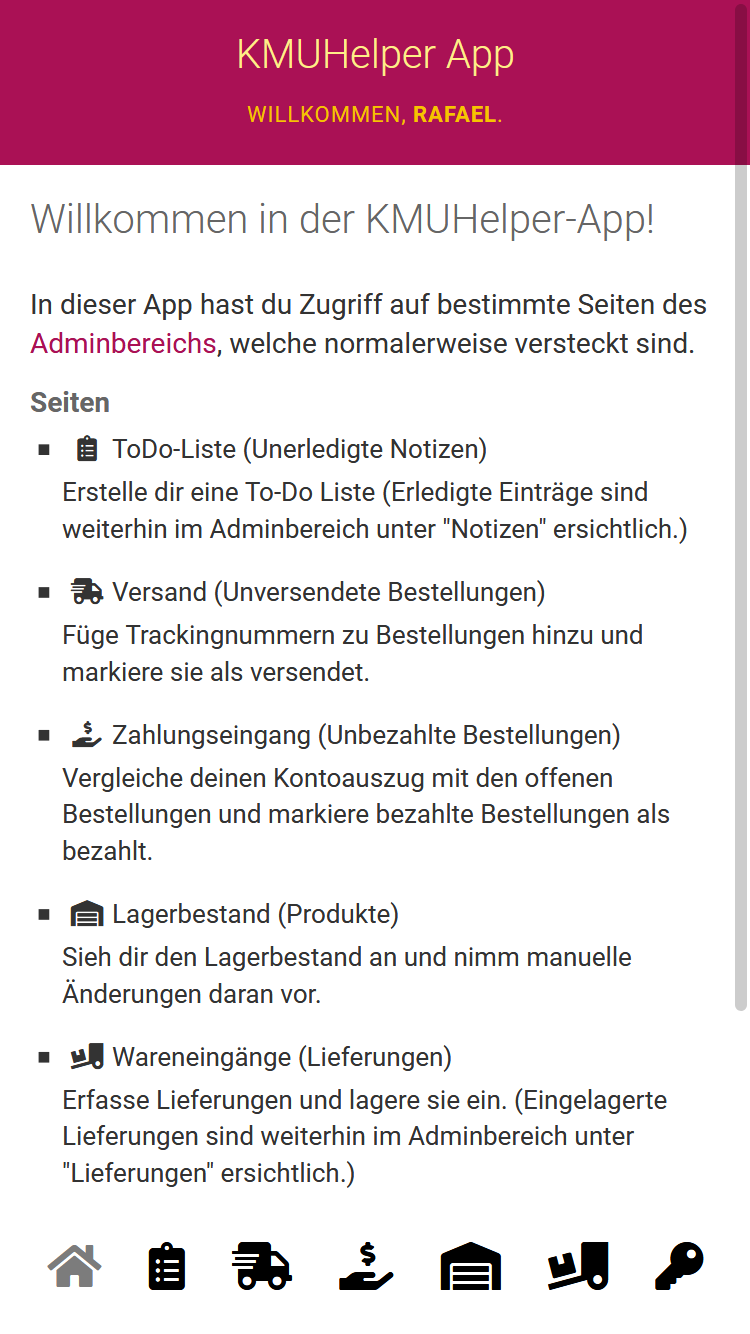 KMUHelper App
WILLKOMMEN, RAFAEL.
Willkommen in der KMUHelper-App!
In dieser App hast du Zugriff auf bestimmte Seiten des
Adminbereichs, welche normalerweise versteckt sind.
Seiten
ToDo-Liste (Unerledigte Notizen)
Erstelle dir eine To-Do Liste (Erledigte Einträge sind
weiterhin im Adminbereich unter "Notizen" ersichtlich.)
Versand (Unversendete Bestellungen)
Füge Trackingnummern zu Bestellungen hinzu und
markiere sie als versendet.
Zahlungseingang (Unbezahlte Bestellungen)
Vergleiche deinen Kontoauszug mit den offenen
Bestellungen und markiere bezahlte Bestellungen als
bezahlt.
Lagerbestand (Produkte)
Sieh dir den Lagerbestand an und nimm manuelle
Änderungen daran vor.
Wareneingänge (Lieferungen)
Erfasse Lieferungen und lagere sie ein. (Eingelagerte
Lieferungen sind weiterhin im Adminbereich unter
"Lieferungen" ersichtlich.)